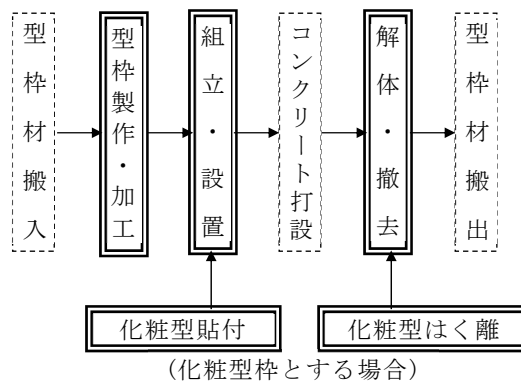 型枠材搬入
型枠製作・加工
組立・設置
コンクリート打設
解体・撤去
型枠材搬出
化粧型貼付
化粧型はく離
(化粧型枠とする場合)